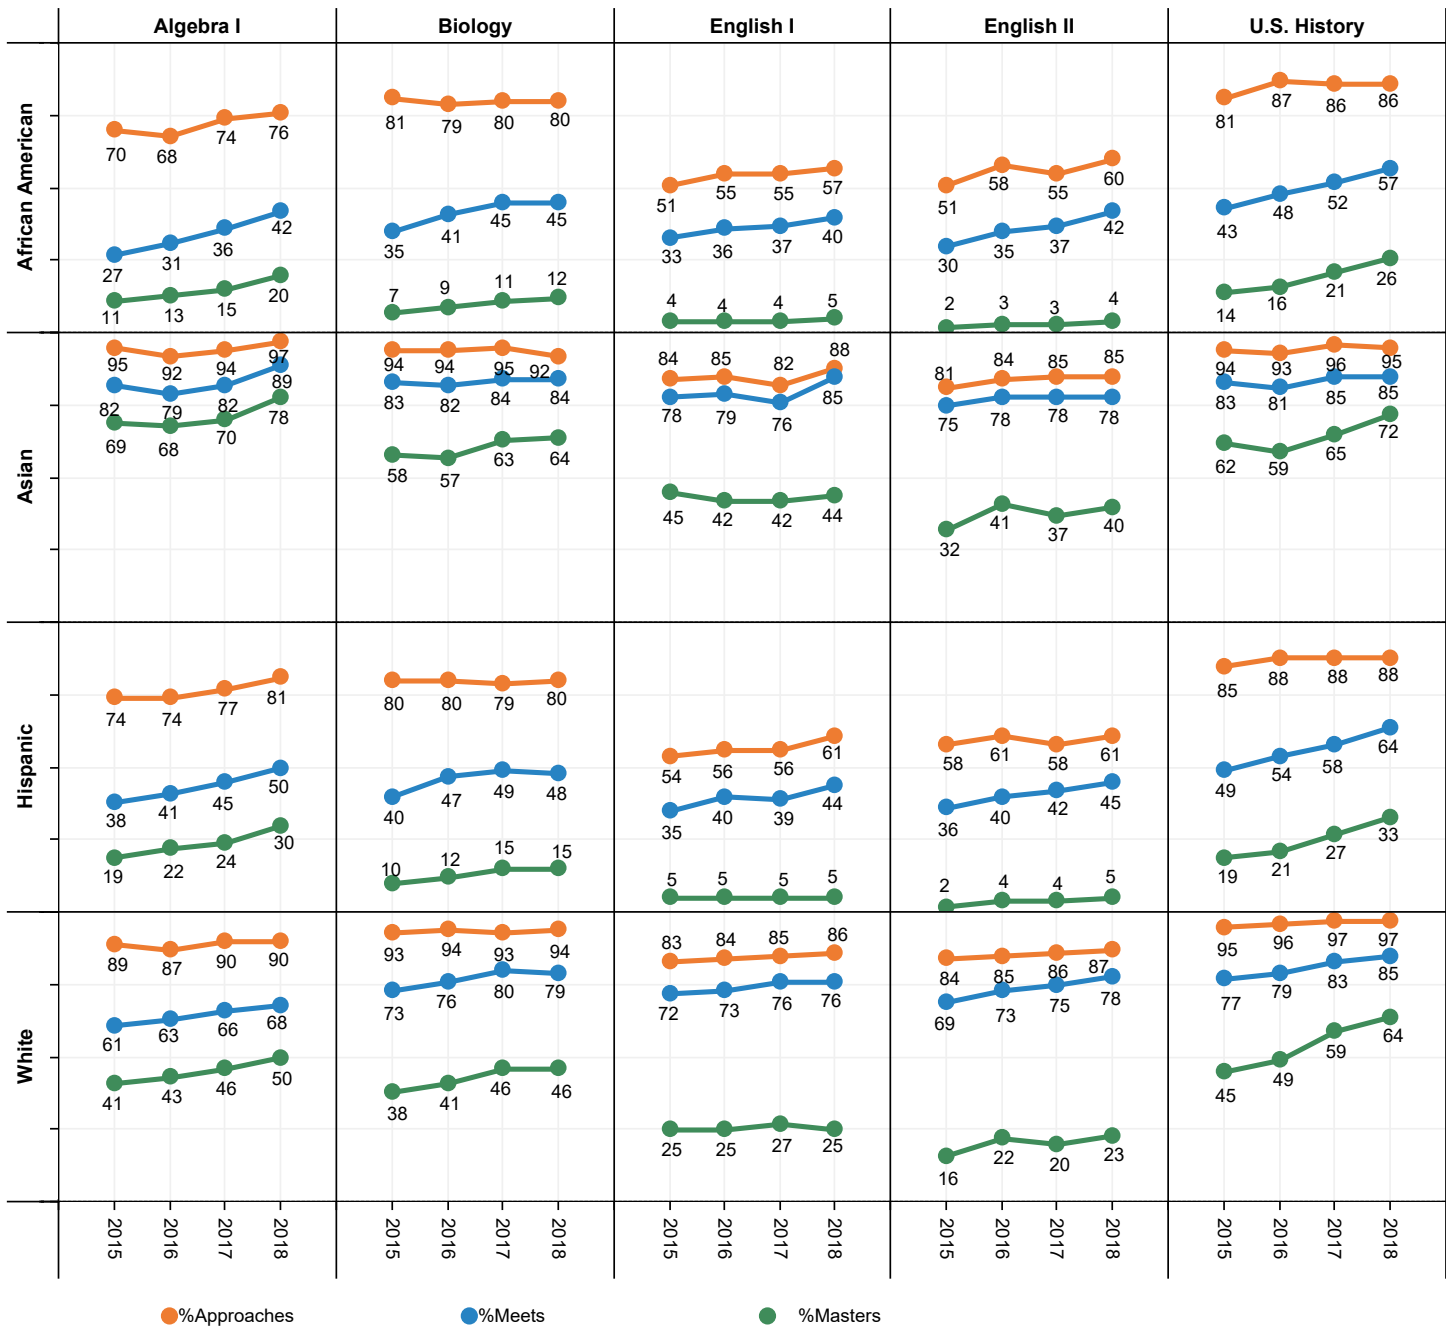 Algebra I Biology English I English II U.S. History
African American
70 68 74 76
27 31 36 42
11 13 15 20
81 79 80 80
35 41 45 45
7 9 11 12
51 55 55 57
33 36 37 40
4 4 4 5
51 58 55 60
30 35 37 42
2 3 3 4
81 87 86 86
43 48 52 57
14 16 21 26
Asian
95 92 94 97
82 79 82 89
69 68 70 78
94 94 95 92
83 82 84 84
58 57 63 64
84 85 82 88
78 79 76 85
45 42 42 44
81 84 85 85
75 78 78 78
32 41 37 40
94 93 96 95
83 81 85 85
62 59 65 72
Hispanic
74 74 77 81
38 41 45 50
19 22 24 30
80 80 79 80
40 47 49 48
10 12 15 15
54 56 56 61
35 40 39 44
5 5 5 5
58 61 58 61
36 40 42 45
2 4 4 5
85 88 88 88
49 54 58 64
19 21 27 33
White
89 87 90 90
61 63 66 68
41 43 46 50
93 94 93 94
73 76 80 79
38 41 46 46
83 84 85 86
72 73 76 76
25 25 27 25
84 85 86 87
69 73 75 78
16 22 20 23
95 96 97 97
77 79 83 85
45 49 59 64
2015 2016 2017 2018 2015 2016 2017 2018 2015 2016 2017 2018 2015 2016 2017 2018 2015 2016 2017 2018
%Approaches %Meets %Masters